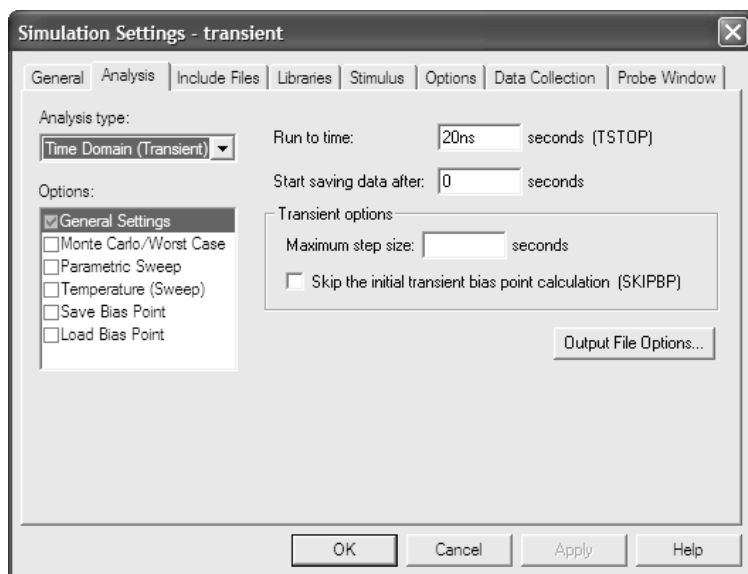 Simulation Settings - transient
General Analysis Include Files Libraries Stimulus Options Data Collection Probe Window
Analysis type:
Time Domain (Transient)
Options:
General Settings
Monte Carlo/Worst Case
Parametric Sweep
Temperature (Sweep)
Save Bias Point
Load Bias Point
Run to time: 20ns seconds (TSTOP)
Start saving data after: 0 seconds
Transient options
Maximum step size: seconds
Skip the initial transient bias point calculation (SKIPBP)
Output File Options...
OK Cancel Apply Help